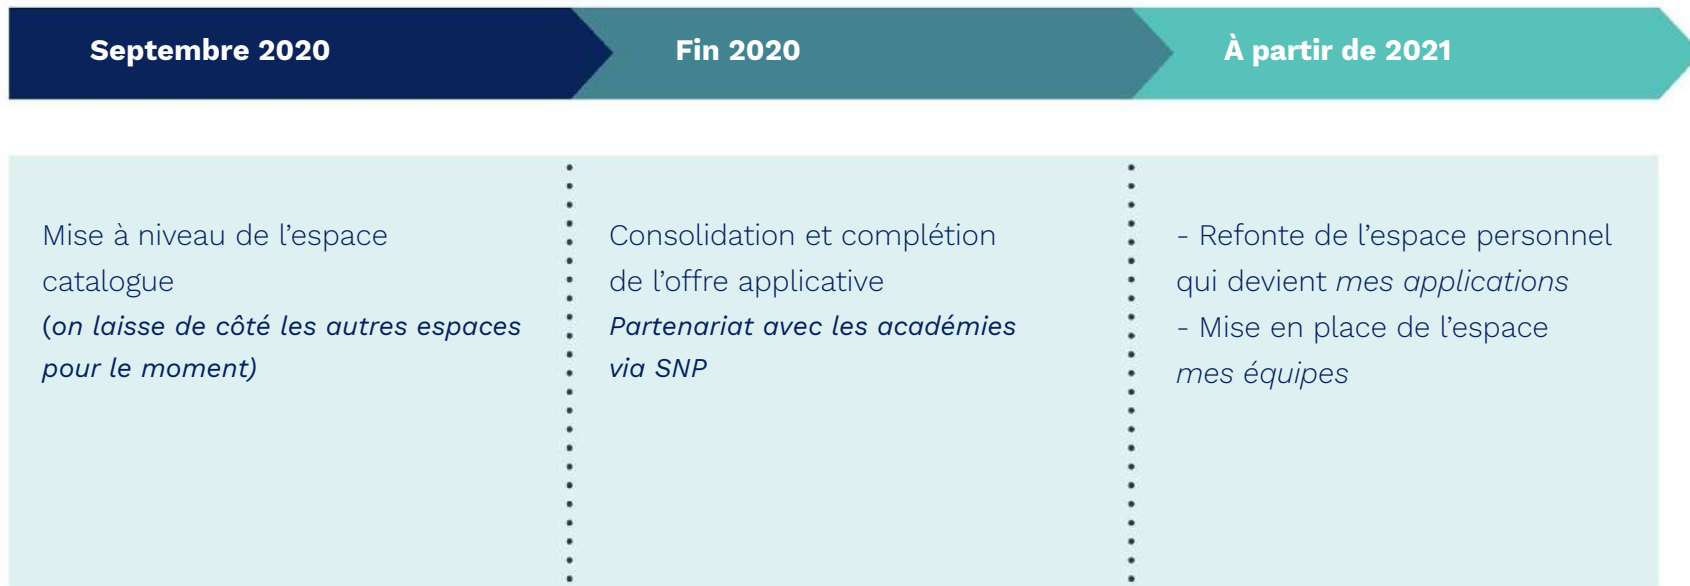 Septembre 2020
Fin 2020
À partir de 2021
Mise à niveau de l’espace
catalogue
(on laisse de côté les autres espaces
pour le moment)
Consolidation et complétion
de l’offre applicative
Partenariat avec les académies
via SNP
- Refonte de l’espace personnel
qui devient mes applications
- Mise en place de l’espace
mes équipes